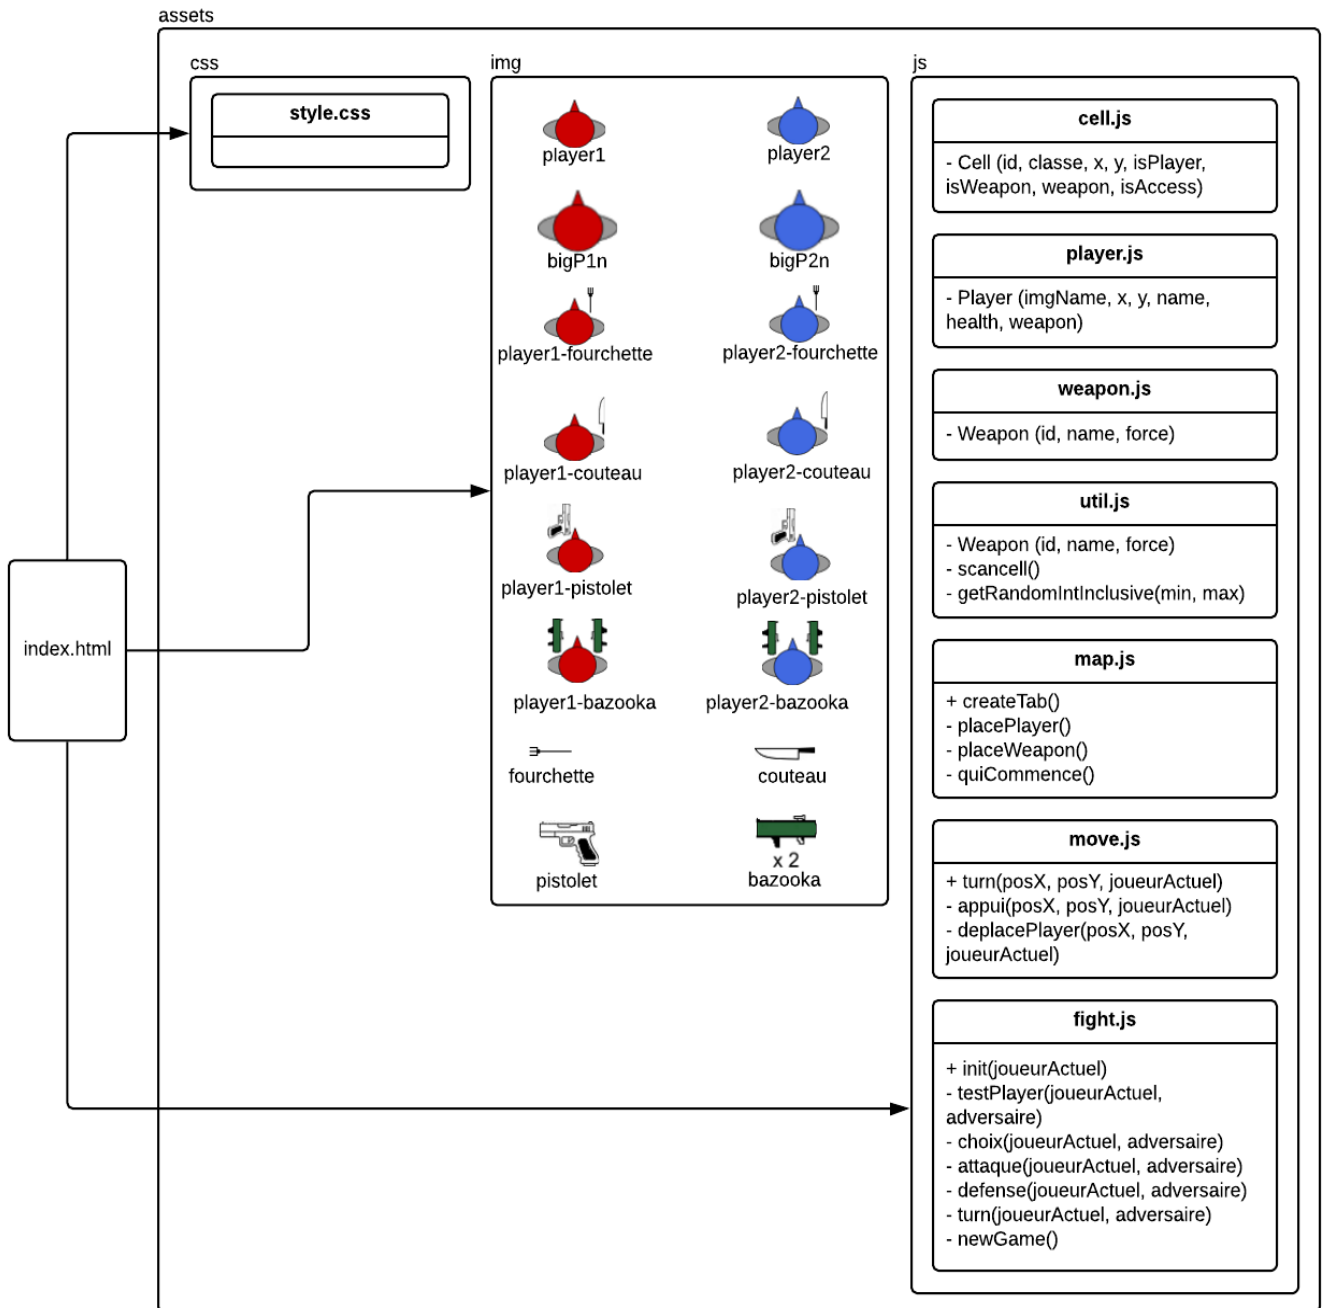 assets
css
style.css
img
player1
player2
bigP1n
bigP2n
player1-fourchette
player2-fourchette
player1-couteau
player2-couteau
player1-pistolet
player2-pistolet
player1-bazooka
player2-bazooka
fourchette
couteau
pistolet
x 2
bazooka
index.html
js
cell.js
- Cell (id, classe, x, y, isPlayer,
isWeapon, weapon, isAccess)
player.js
- Player (imgName, x, y, name,
health, weapon)
weapon.js
- Weapon (id, name, force)
util.js
- Weapon (id, name, force)
- scancell()
- getRandomIntInclusive(min, max)
map.js
+ createTab()
- placePlayer()
- placeWeapon()
- quiCommence()
move.js
+ turn(posX, posY, joueurActuel)
- appui(posX, posY, joueurActuel)
- deplacePlayer(posX, posY,
joueurActuel)
fight.js
+ init(joueurActuel)
- testPlayer(joueurActuel,
adversaire)
- choix(joueurActuel, adversaire)
- attaque(joueurActuel, adversaire)
- defense(joueurActuel, adversaire)
- turn(joueurActuel, adversaire)
- newGame()